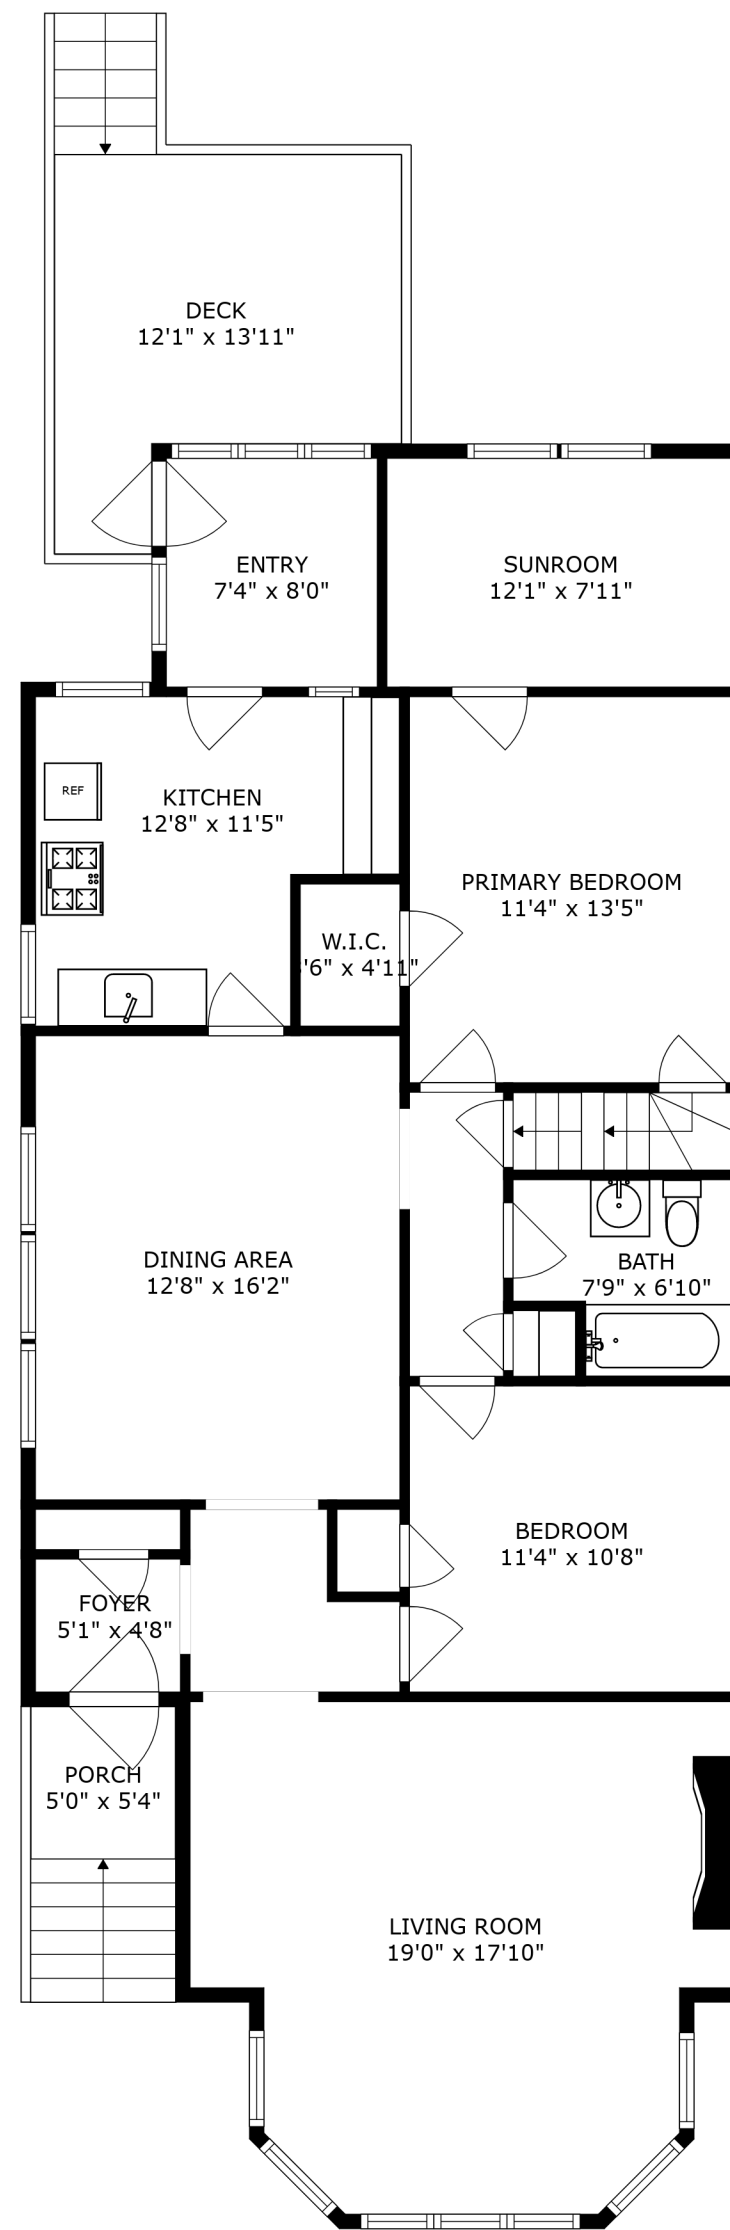 DECK
12'1" x 13'11"
ENTRY
7'4" x 8'0"
SUNROOM
12'1" x 7'11"
REF
KITCHEN
12'8" x 11'5"
PRIMARY BEDROOM
11'4" x 13'5"
W.I.C.
'6" x 4'11"
DINING AREA
12'8" x 16'2"
BATH
7'9" x 6'10"
BEDROOM
11'4" x 10'8"
FOYER
5'1" x 4'8"
PORCH
5'0" x 5'4"
LIVING ROOM
19'0" x 17'10"